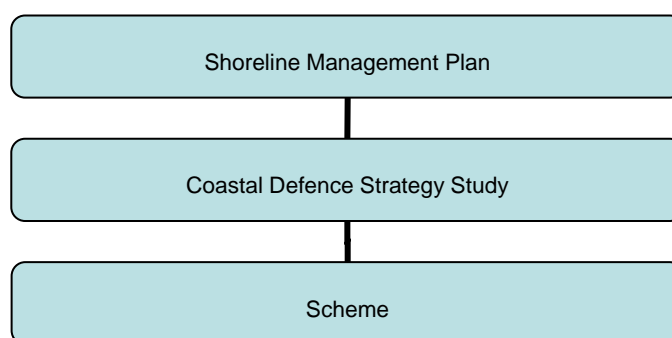 Shoreline Management Plan
Coastal Defence Strategy Study
Scheme